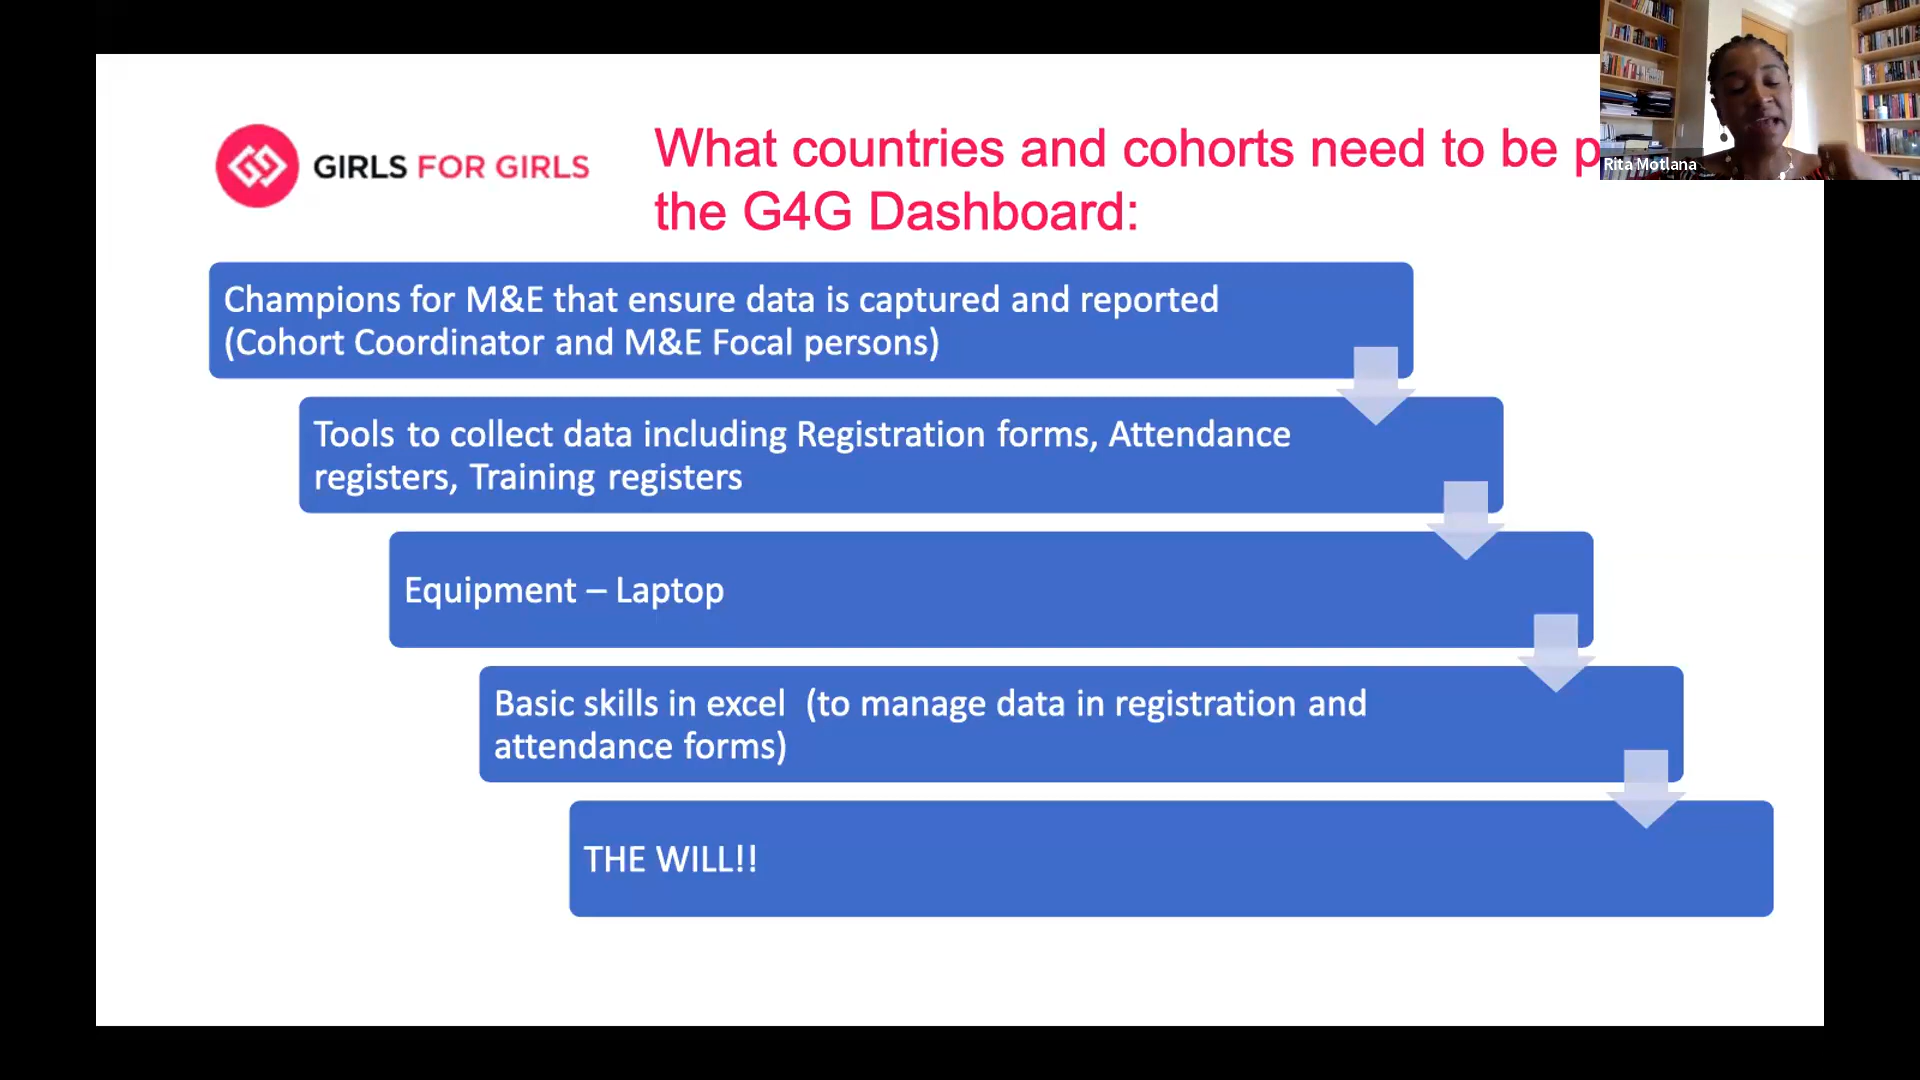 GIRLS FOR GIRLS
What countries and cohorts need to be
the G4G Dashboard:
Rita Motlana
Champions for M&E that ensure data is captured and reported
(Cohort Coordinator and M&E Focal persons)
Tools to collect data including Registration forms, Attendance
registers, Training registers
Equipment – Laptop
Basic skills in excel  (to manage data in registration and
attendance forms)
THE WILL!!